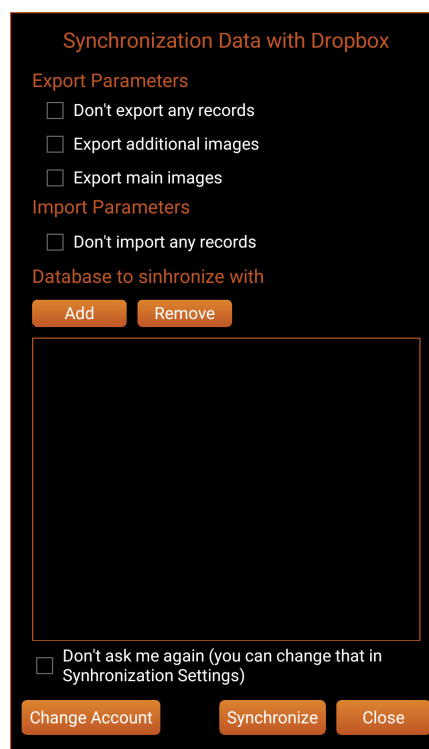 Synchronization Data with Dropbox
Export Parameters
Don't export any records
Export additional images
Export main images
Import Parameters
Don't import any records
Database to sinhronize with
Add Remove
Don't ask me again (you can change that in
Synhronization Settings)
Change Account Synchronize Close